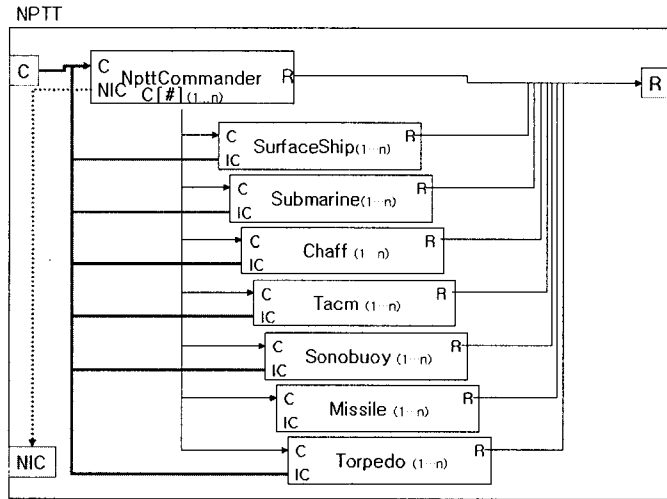 NPTT
C
C
NpttCommander
R
NIC
C[#](1...n)
R
C
R
SurfaceShip(1···n)
IC
C
R
Submarine(1···n)
IC
C
R
Chaff (1···n)
IC
C
R
Tacm (1···n)
IC
C
R
Sonobuoy (1···n)
IC
C
R
Missile (1···n)
IC
C
R
Torpedo (1···n)
IC
NIC